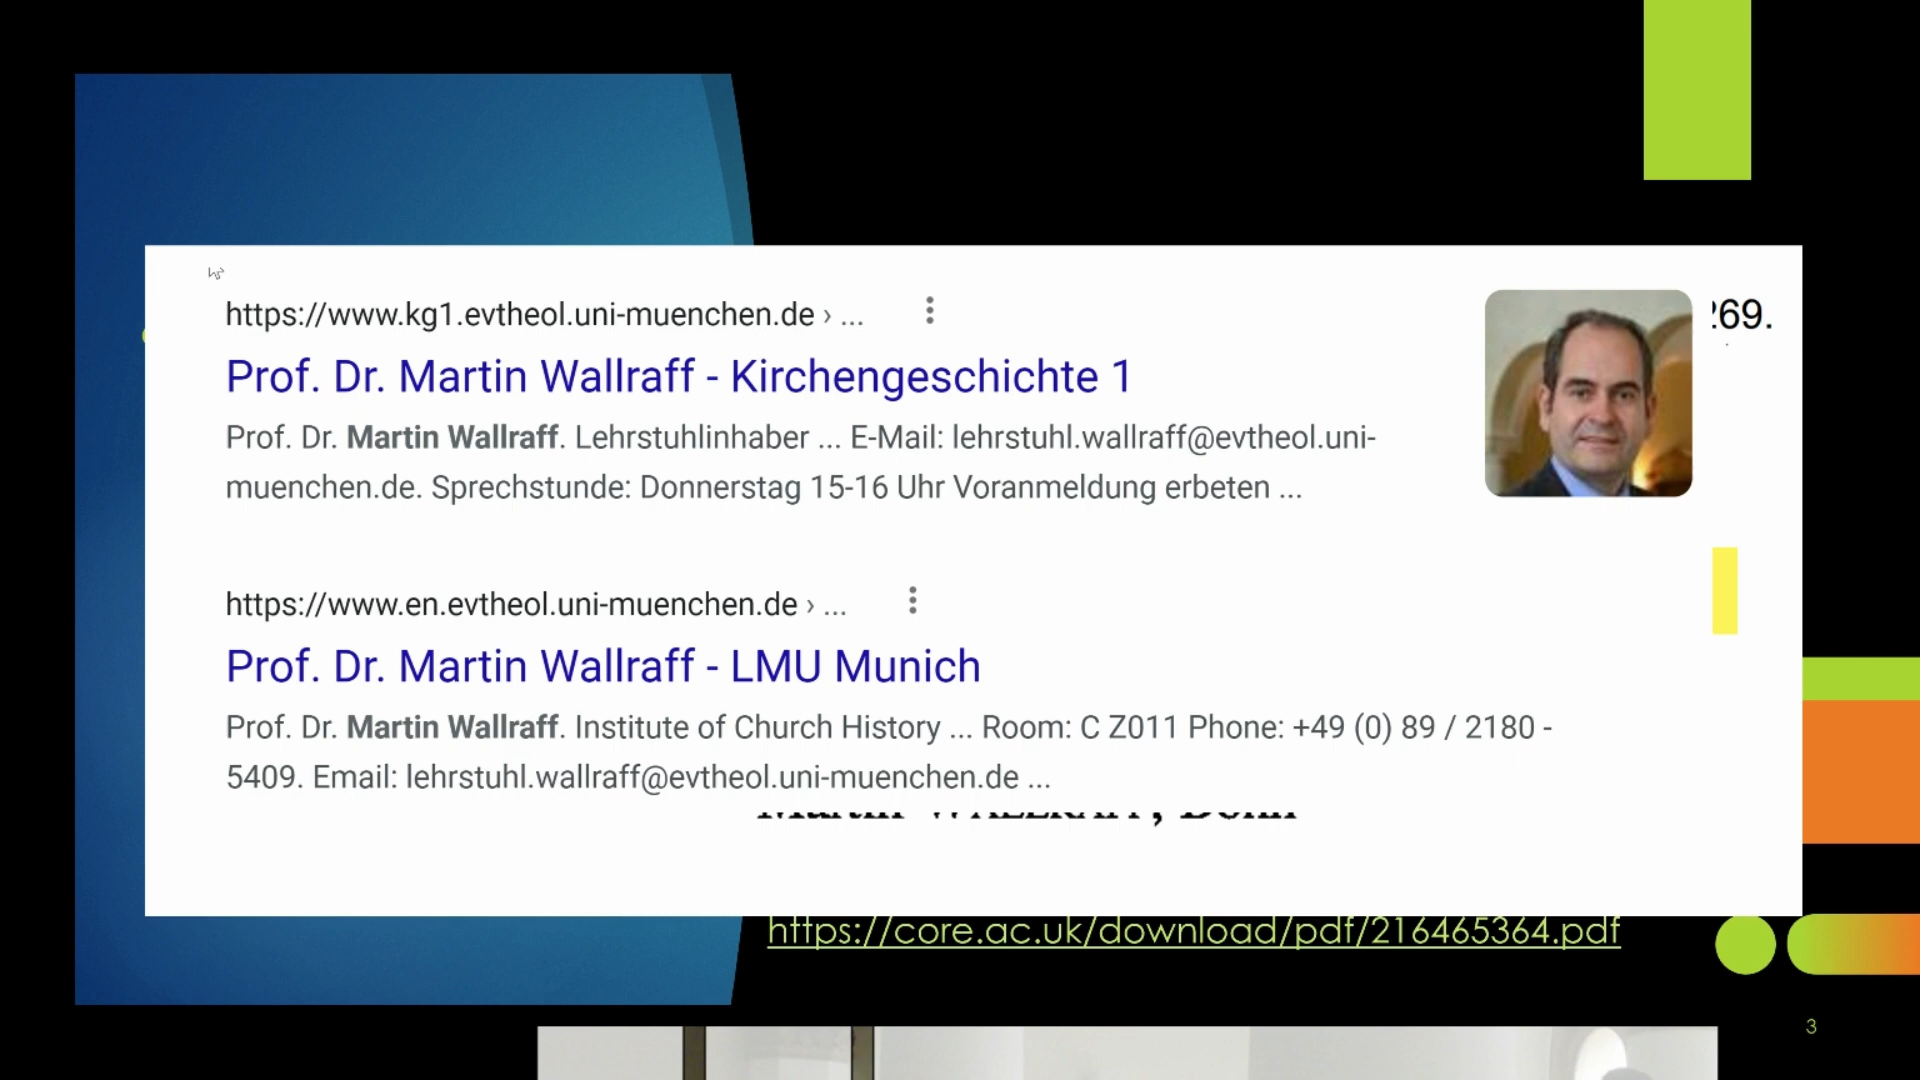 https://www.kg1.evtheol.uni-muenchen.de › ...
269.
Prof. Dr. Martin Wallraff - Kirchengeschichte 1
Prof. Dr. Martin Wallraff. Lehrstuhlinhaber ... E-Mail: lehrstuhl.wallraff@evtheol.uni-
muenchen.de. Sprechstunde: Donnerstag 15-16 Uhr Voranmeldung erbeten ...
https://www.en.evtheol.uni-muenchen.de › ...
Prof. Dr. Martin Wallraff - LMU Munich
Prof. Dr. Martin Wallraff. Institute of Church History ... Room: C Z011 Phone: +49 (0) 89 / 2180 -
5409. Email: lehrstuhl.wallraff@evtheol.uni-muenchen.de ...
https://core.ac.uk/download/pdf/216465364.pdf
3